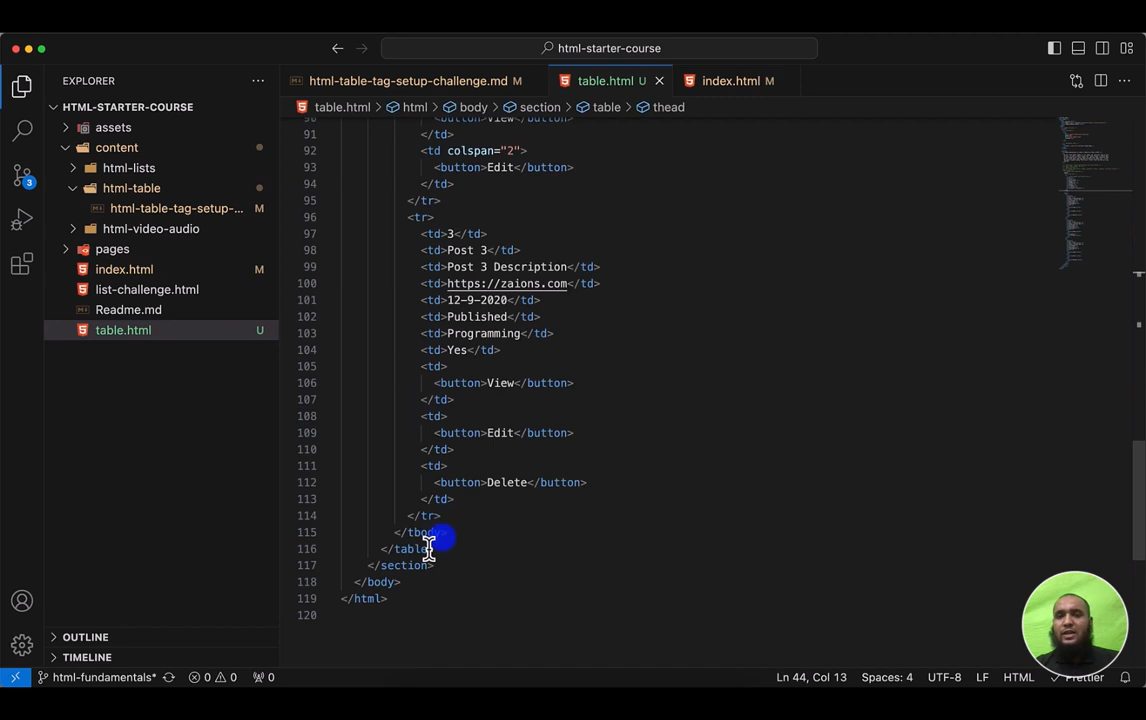 html-starter-course
EXPLORER
HTML-STARTER-COURSE
assets
content
html-lists
html-table
html-table-tag-setup-... M
html-video-audio
pages
index.html M
list-challenge.html
Readme.md
table.html U
OUTLINE
TIMELINE
html-table-tag-setup-challenge.md M
table.html U
index.html M
table.html > html > body > section > table > thead
90 <button>View</button>
91 </td>
92 <td colspan="2">
93 <button>Edit</button>
94 </td>
95 </tr>
96 <tr>
97 <td>3</td>
98 <td>Post 3</td>
99 <td>Post 3 Description</td>
100 <td>https://zaions.com</td>
101 <td>12-9-2020</td>
102 <td>Published</td>
103 <td>Programming</td>
104 <td>Yes</td>
105 <td>
106 <button>View</button>
107 </td>
108 <td>
109 <button>Edit</button>
110 </td>
111 <td>
112 <button>Delete</button>
113 </td>
114 </tr>
115 </tbody>
116 </table>
117 </section>
118 </body>
119 </html>
120
3
html-fundamentals* 0 0 0
Ln 44, Col 13 Spaces: 4 UTF-8 LF HTML Prettier